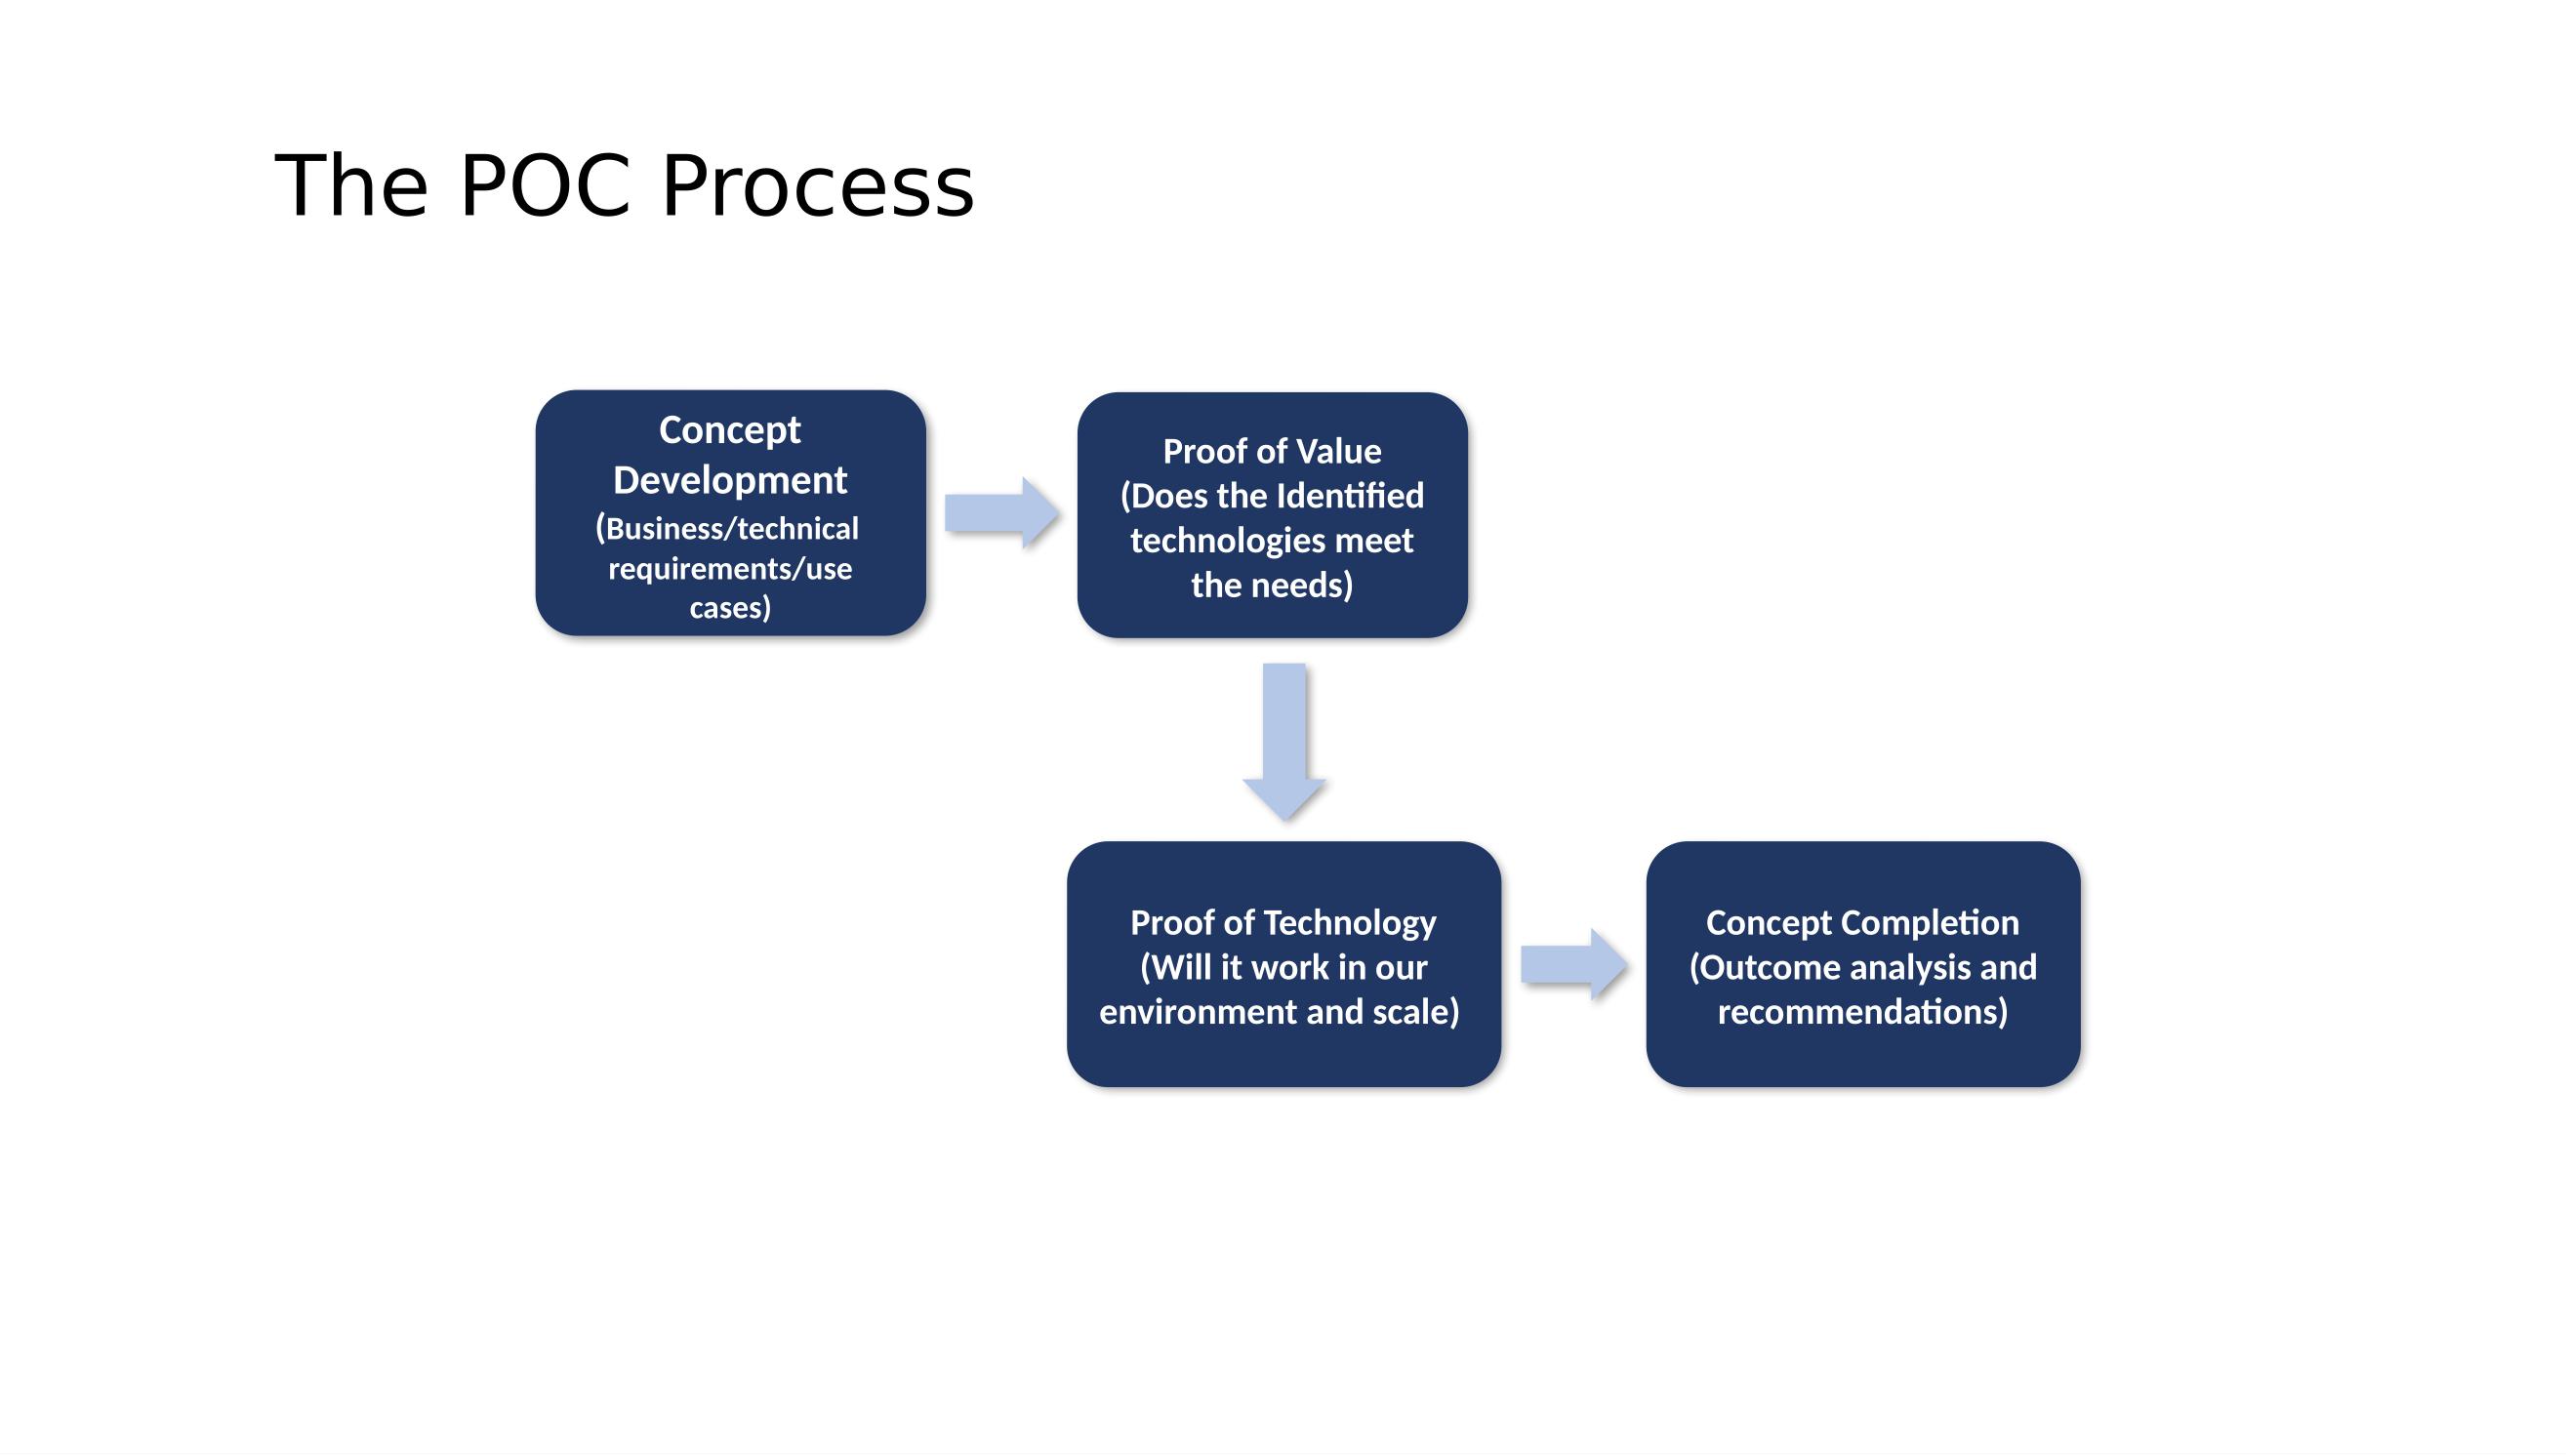 The POC Process
Concept
Development
(Business/technical
requirements/use
cases)
Proof of Value
(Does the Identified
technologies meet
the needs)
Proof of Technology
(Will it work in our
environment and scale)
Concept Completion
(Outcome analysis and
recommendations)